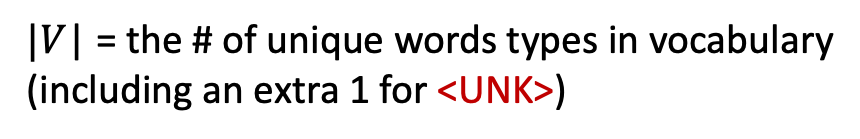 |𝑉| = the # of unique words types in vocabulary
(including an extra 1 for <UNK>)